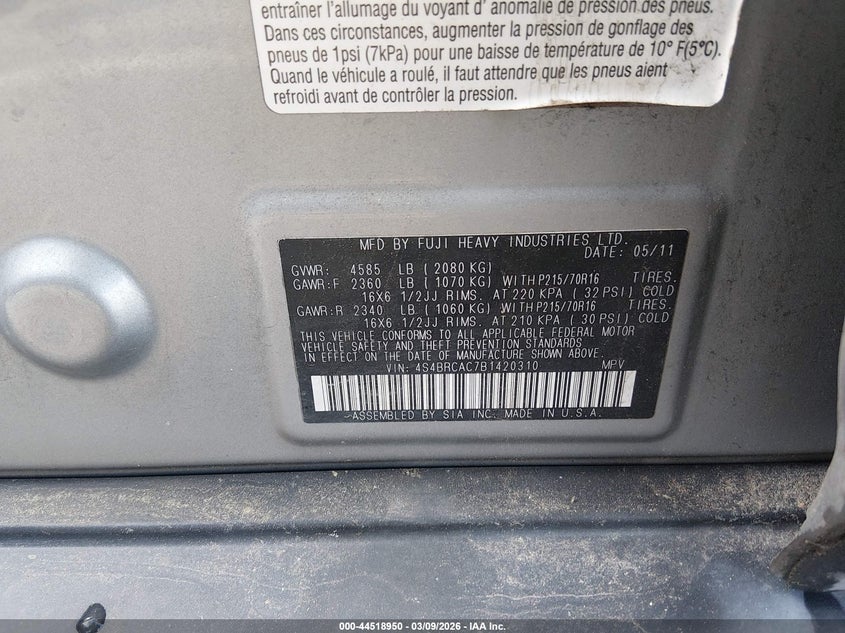 entraîner l'allumage du voyant d' anomalie de pression des pneus.
Dans ces circonstances, augmenter la pression de gonflage des
pneus de 1psi (7kPa) pour une baisse de température de 10° F(5°C).
Quand le véhicule a roulé, il faut attendre que les pneus aient
refroidi avant de contrôler la pression.
MFD BY FUJI HEAVY INDUSTRIES LTD.
DATE: 05/11
GVWR: 4585 LB ( 2080 KG)
GAWR:F 2360 LB ( 1070 KG) WITH P215/70R16 TIRES.
16X6 1/2JJ RIMS. AT 220 KPA ( 32 PSI) COLD
GAWR:R 2340 LB ( 1060 KG) WITH P215/70R16 TIRES.
16X6 1/2JJ RIMS. AT 210 KPA ( 30 PSI) COLD
THIS VEHICLE CONFORMS TO ALL APPLICABLE FEDERAL MOTOR
VEHICLE SAFETY AND THEFT PREVENTION STANDARDS
IN EFFECT ON THE DATE OF MANUFACTURE SHOWN ABOVE.
VIN: 4S4BRCAC7B1420310 MPV
ASSEMBLED BY SIA INC. MADE IN U.S.A.
000-44518950 - 03/09/2026 - IAA Inc.